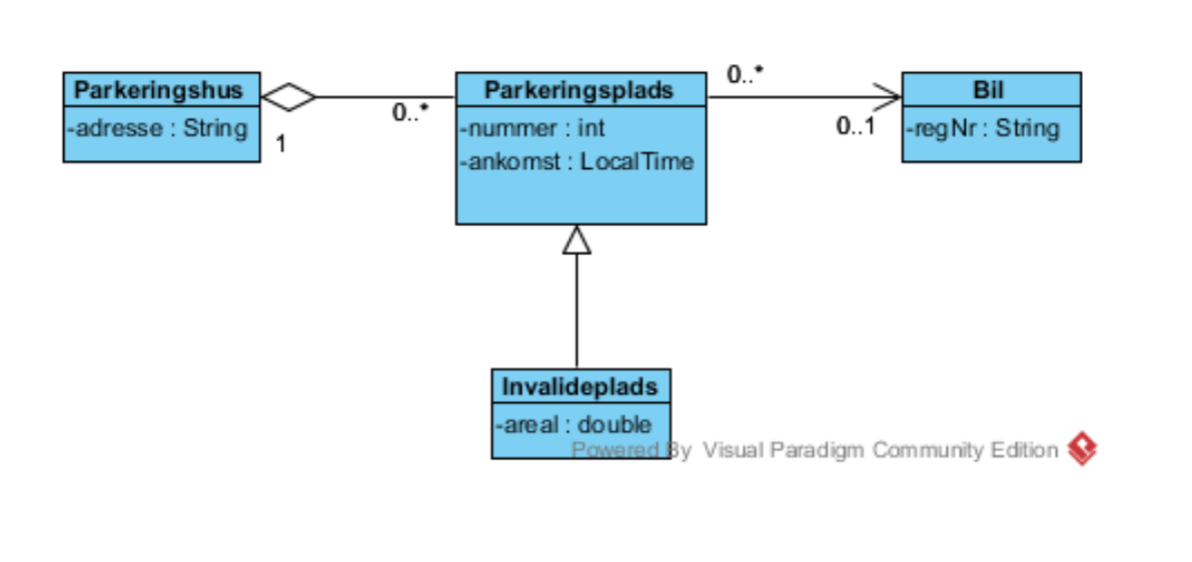 Parkeringshus
-adresse : String
1
0..*
Parkeringsplads
-nummer : int
-ankomst : LocalTime
0..*
0..1
Bil
-regNr : String
Invalideplads
-areal : double
Powered By Visual Paradigm Community Edition